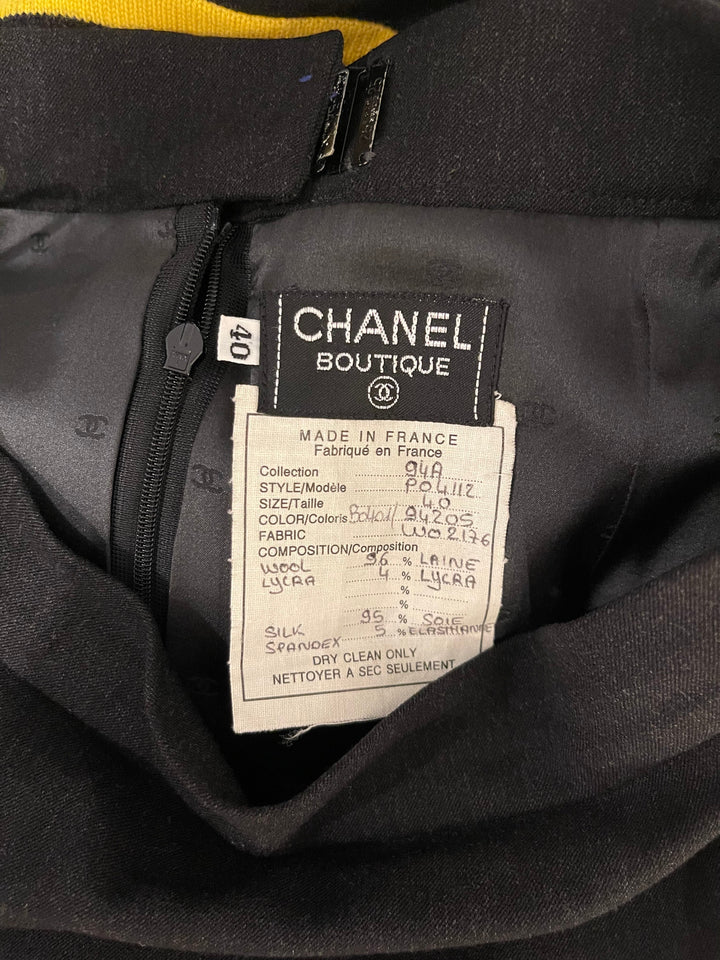 40
CHANEL
BOUTIQUE
MADE IN FRANCE
Fabriqué en France
Collection 94A
STYLE/Modèle P04112
SIZE/Taille 40
COLOR/Coloris 94205
FABRIC W02176
COMPOSITION/Composition
WOOL 96 % LAINE
LYCRA 4 % LYCRA
%
%
SILK 95 % SOIE
SPANDEX 5 % ELASTHANNE
DRY CLEAN ONLY
NETTOYER A SEC SEULEMENT